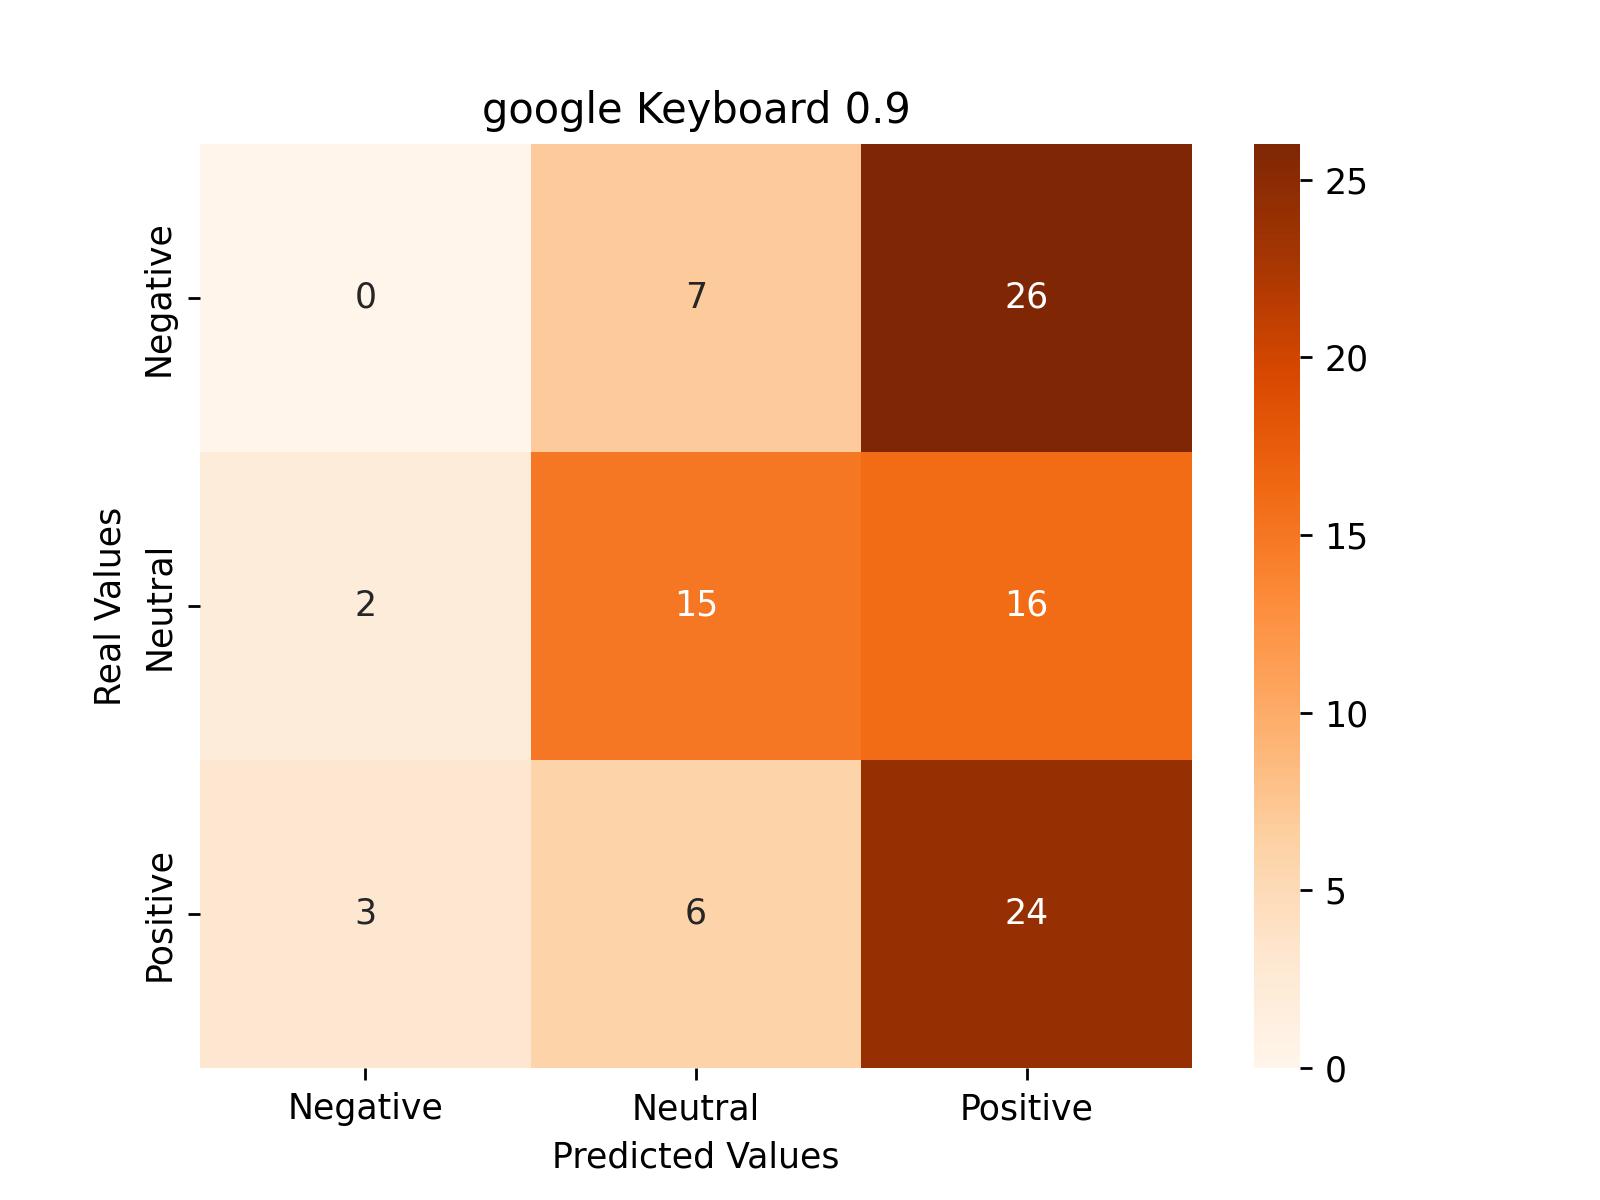 google Keyboard 0.9
Negative
0
7
26
Real Values
Neutral
2
15
16
Positive
3
6
24
Negative
Neutral
Positive
Predicted Values
25
20
15
10
5
0